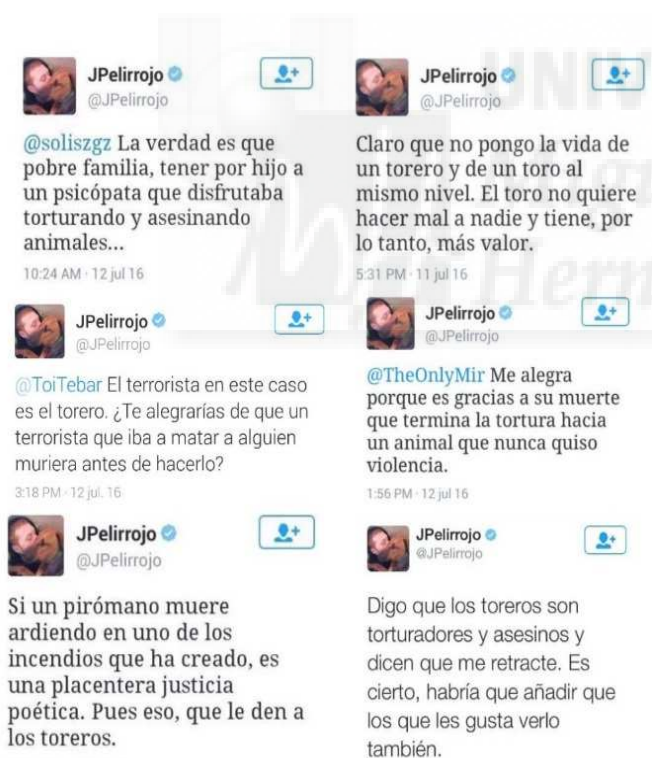 JPelirrojo
@JPelirrojo
@soliszgz La verdad es que
pobre familia, tener por hijo a
un psicópata que disfrutaba
torturando y asesinando
animales...
10:24 AM · 12 jul 16
JPelirrojo
@JPelirrojo
Claro que no pongo la vida de
un torero y de un toro al
mismo nivel. El toro no quiere
hacer mal a nadie y tiene, por
lo tanto, más valor.
5:31 PM · 11 jul 16
JPelirrojo
@JPelirrojo
@ToiTebar El terrorista en este caso
es el torero. ¿Te alegrarías de que un
terrorista que iba a matar a alguien
muriera antes de hacerlo?
3:18 PM · 12 jul. 16
JPelirrojo
@JPelirrojo
@TheOnlyMir Me alegra
porque es gracias a su muerte
que termina la tortura hacia
un animal que nunca quiso
violencia.
1:56 PM · 12 jul 16
JPelirrojo
@JPelirrojo
Si un pirómano muere
ardiendo en uno de los
incendios que ha creado, es
una placentera justicia
poética. Pues eso, que le den a
los toreros.
JPelirrojo
@JPelirrojo
Digo que los toreros son
torturadores y asesinos y
dicen que me retracte. Es
cierto, habría que añadir que
los que les gusta verlo
también.